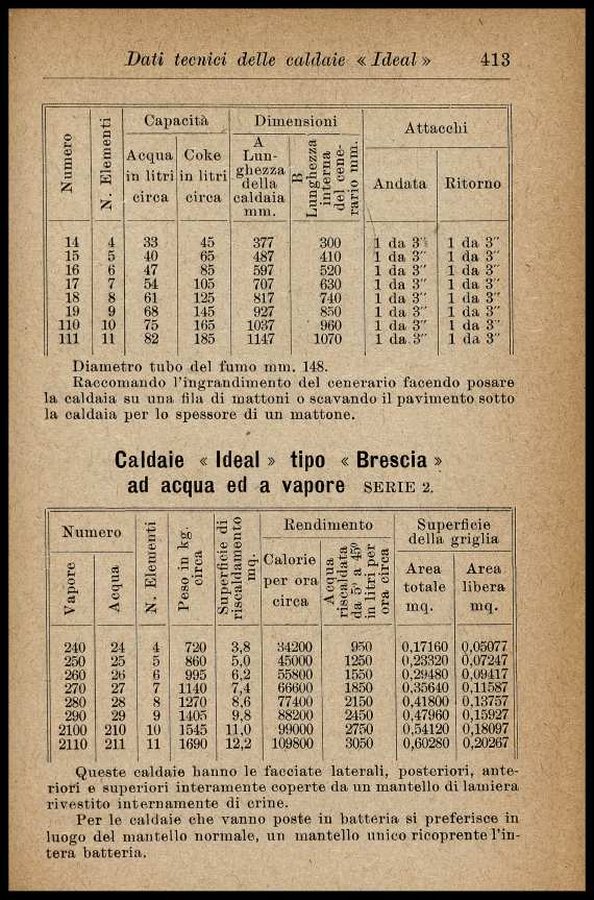 Dati tecnici delle caldaie « Ideal » 413
Numero N. Elementi Capacità Dimensioni Attacchi
Acqua in litri circa Coke in litri circa A Lunghezza della caldaia mm. B Lunghezza interna del cenerario mm. Andata Ritorno
14 4 33 45 377 300 1 da 3" 1 da 3"
15 5 40 65 487 410 1 da 3" 1 da 3"
16 6 47 85 597 520 1 da 3" 1 da 3"
17 7 54 105 707 630 1 da 3" 1 da 3"
18 8 61 125 817 740 1 da 3" 1 da 3"
19 9 68 145 927 850 1 da 3" 1 da 3"
110 10 75 165 1037 960 1 da 3" 1 da 3"
111 11 82 185 1147 1070 1 da 3" 1 da 3"
Diametro tubo del fumo mm. 148.
Raccomando l'ingrandimento del cenerario facendo posare
la caldaia su una fila di mattoni o scavando il pavimento sotto
la caldaia per lo spessore di un mattone.
Caldaie « Ideal » tipo « Brescia »
ad acqua ed a vapore SERIE 2.
Numero N. Elementi Peso in kg. circa Superficie di riscaldamento mq. Rendimento Superficie della griglia
Vapore Acqua Calorie per ora circa Acqua riscaldata da 5° a 45° in litri per ora circa Area totale mq. Area libera mq.
240 24 4 720 3,8 34200 950 0,17160 0,05077
250 25 5 860 5,0 45000 1250 0,23320 0,07247
260 26 6 995 6,2 55800 1550 0,29480 0,09417
270 27 7 1140 7,4 66600 1850 0,35640 0,11587
280 28 8 1270 8,6 77400 2150 0,41800 0,13757
290 29 9 1405 9,8 88200 2450 0,47960 0,15927
2100 210 10 1545 11,0 99000 2750 0,54120 0,18097
2110 211 11 1690 12,2 109800 3050 0,60280 0,20267
Queste caldaie hanno le facciate laterali, posteriori, ante-
riori e superiori interamente coperte da un mantello di lamiera
rivestito internamente di crine.
Per le caldaie che vanno poste in batteria si preferisce in
luogo del mantello normale, un mantello unico ricoprente l'in-
tera batteria.